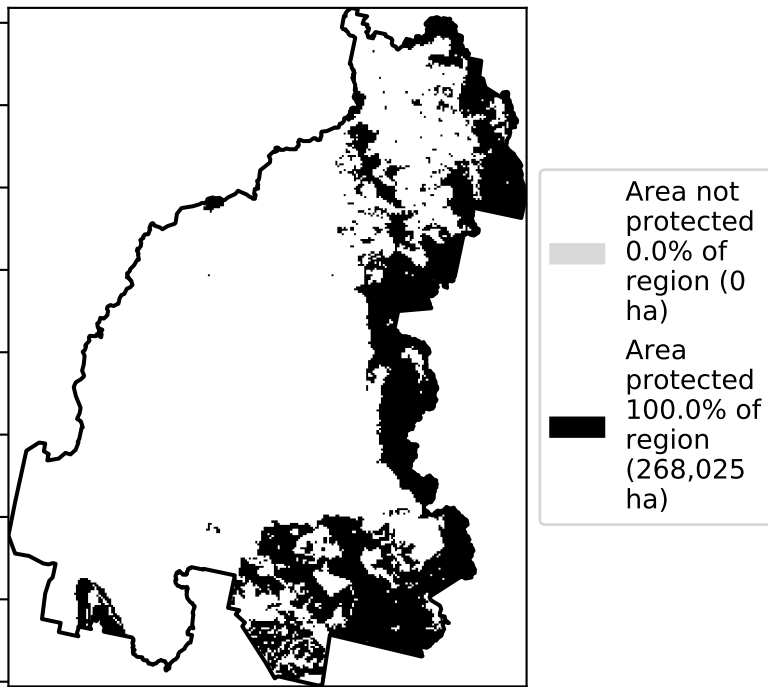 Area not
protected
0.0% of
region (0
ha)
Area
protected
100.0% of
region
(268,025
ha)